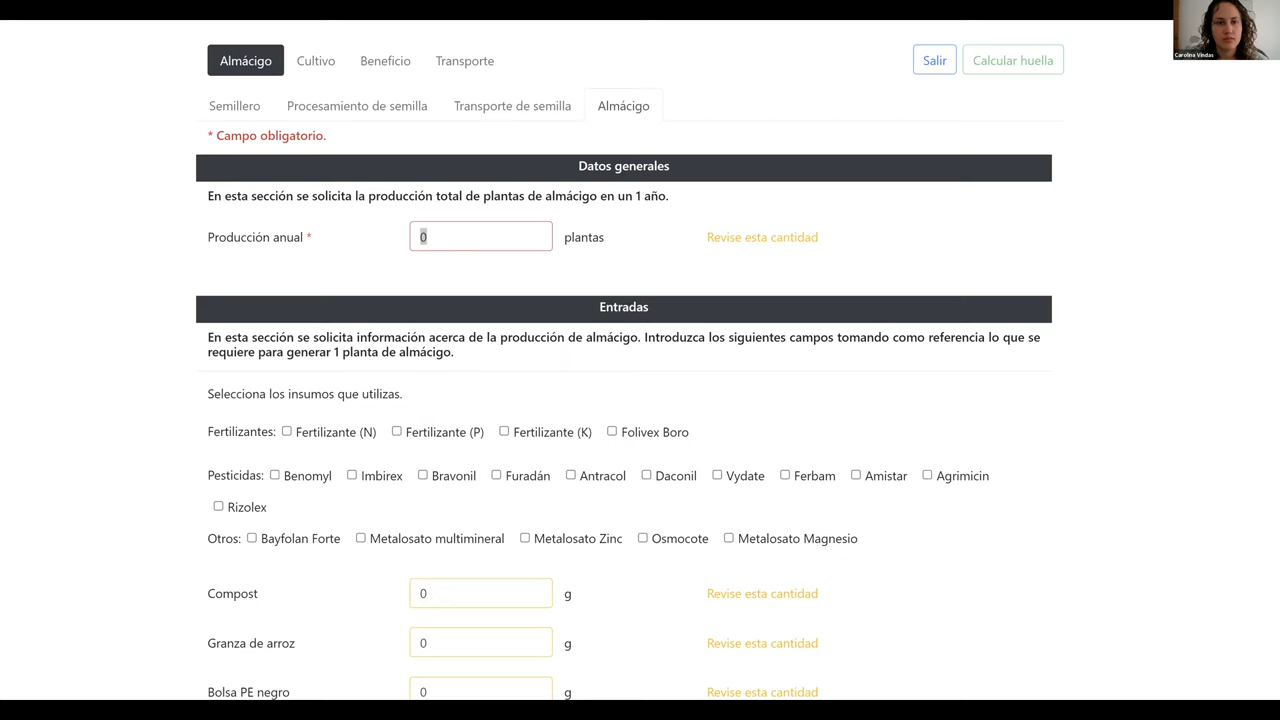 Almácigo Cultivo Beneficio Transporte Salir Calcular huella
Carolina Vindas
Semillero Procesamiento de semilla Transporte de semilla Almácigo
* Campo obligatorio.
Datos generales
En esta sección se solicita la producción total de plantas de almácigo en un 1 año.
Producción anual * 0 plantas Revise esta cantidad
Entradas
En esta sección se solicita información acerca de la producción de almácigo. Introduzca los siguientes campos tomando como referencia lo que se
requiere para generar 1 planta de almácigo.
Selecciona los insumos que utilizas.
Fertilizantes: Fertilizante (N) Fertilizante (P) Fertilizante (K) Folivex Boro
Pesticidas: Benomyl Imbirex Bravonil Furadán Antracol Daconil Vydate Ferbam Amistar Agrimicin
Rizolex
Otros: Bayfolan Forte Metalosato multimineral Metalosato Zinc Osmocote Metalosato Magnesio
Compost 0 g Revise esta cantidad
Granza de arroz 0 g Revise esta cantidad
Bolsa PE negro 0 g Revise esta cantidad